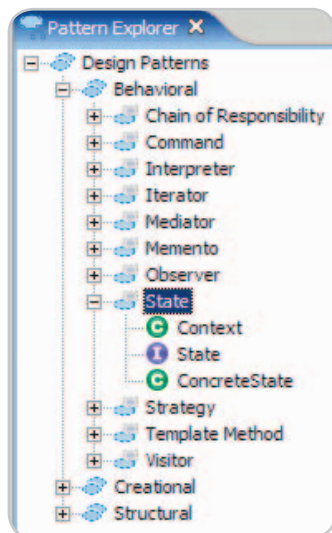 Pattern Explorer
Design Patterns
Behavioral
Chain of Responsibility
Command
Interpreter
Iterator
Mediator
Memento
Observer
State
C Context
I State
C ConcreteState
Strategy
Template Method
Visitor
Creational
Structural